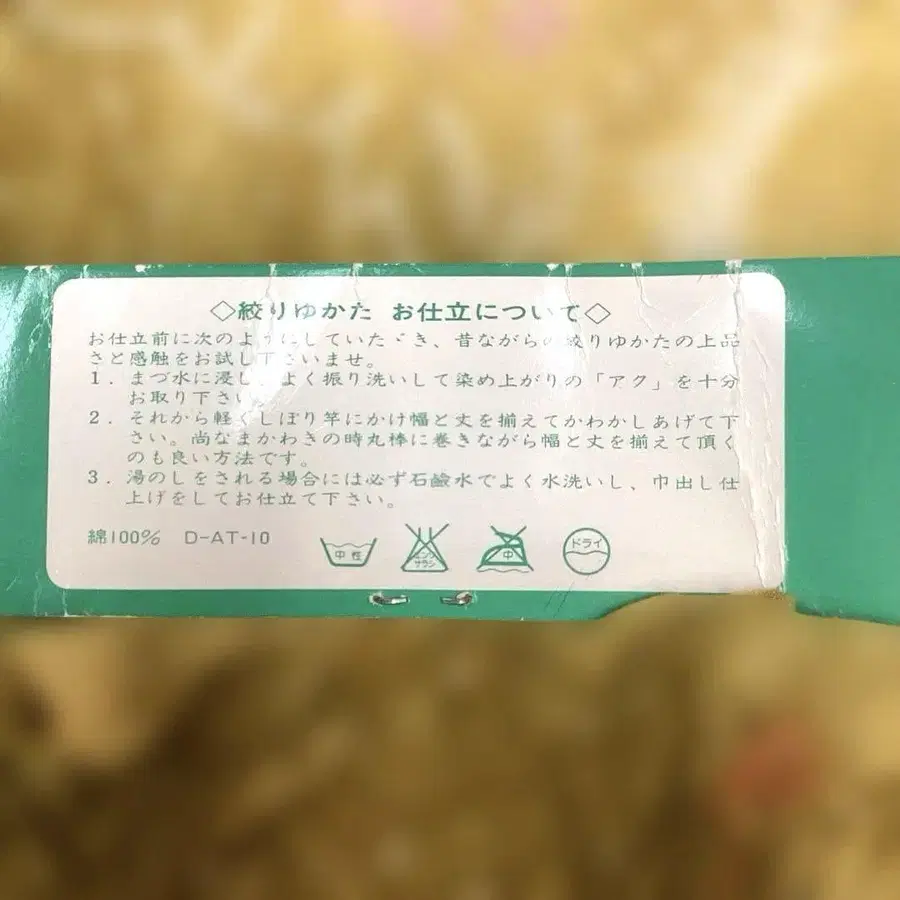 ◇絞りゆかた お仕立について◇
お仕立前に次のようにしていただき、昔ながらの絞りゆかたの上品
さと感触をお試し下さいませ。
1. まづ水に浸し、よく振り洗いして染め上がりの「アク」を十分
お取り下さい。
2. それから軽くしぼり竿にかけ幅と丈を揃えてかわかしあげて下
さい。尚なまかわきの時丸棒に巻きながら幅と丈を揃えて頂く
のも良い方法です。
3. 湯のしをされる場合には必ず石鹼水でよく水洗いし、巾出し仕
上げをしてお仕立て下さい。
綿100% D-AT-10 中性 エンソサラシ 中 ドライ